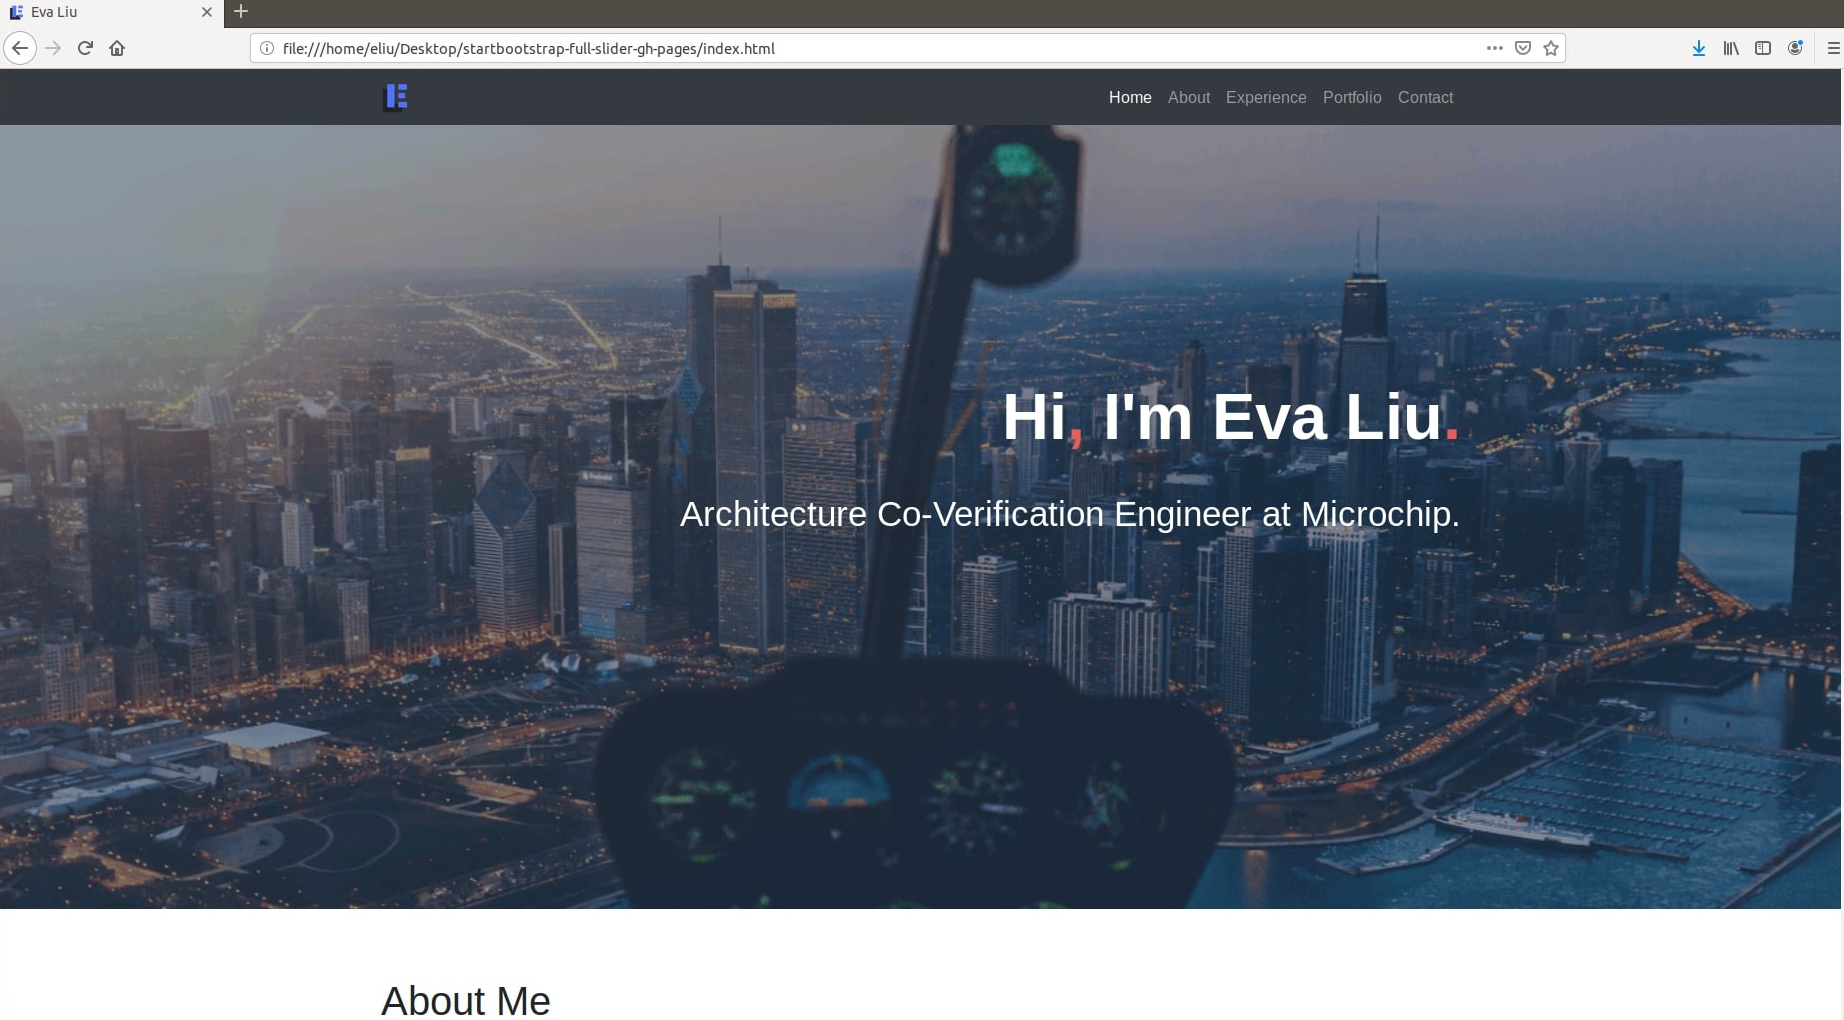 Eva Liu
file:///home/eliu/Desktop/startbootstrap-full-slider-gh-pages/index.html
Home About Experience Portfolio Contact
Hi, I'm Eva Liu.
Architecture Co-Verification Engineer at Microchip.
About Me